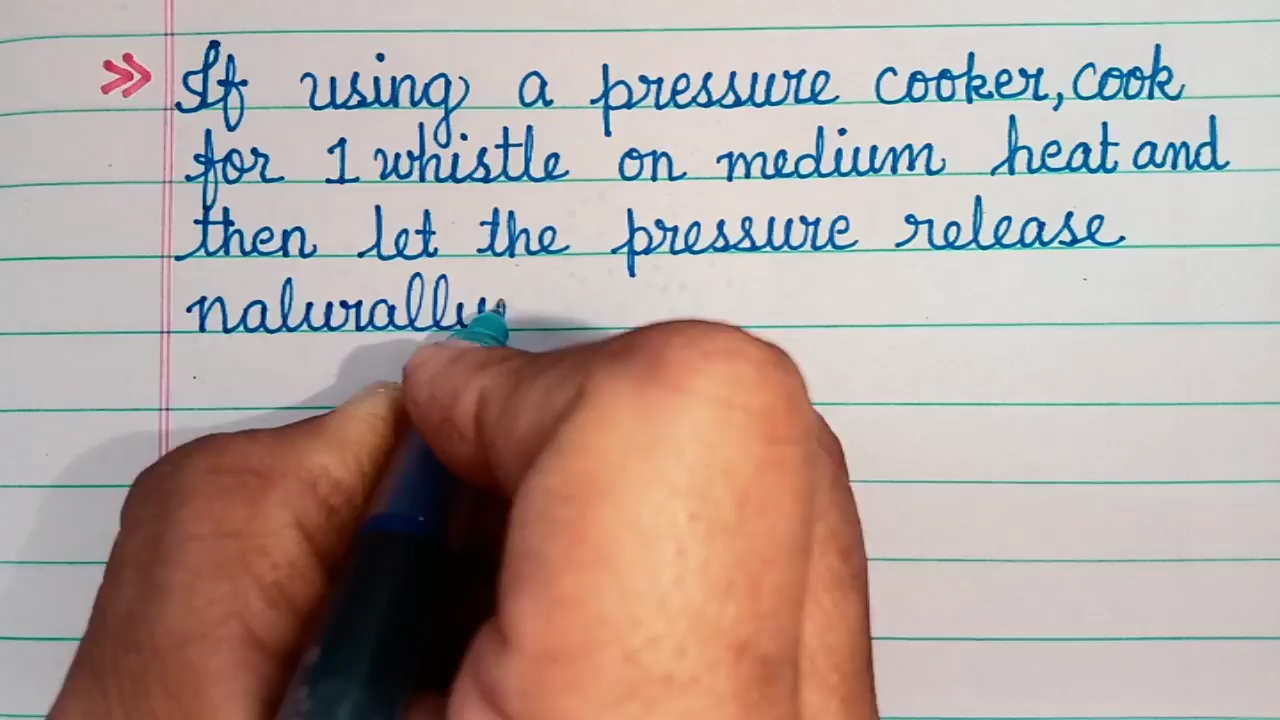 » If using a pressure cooker, cook
for 1 whistle on medium heat and
then let the pressure release
naturally